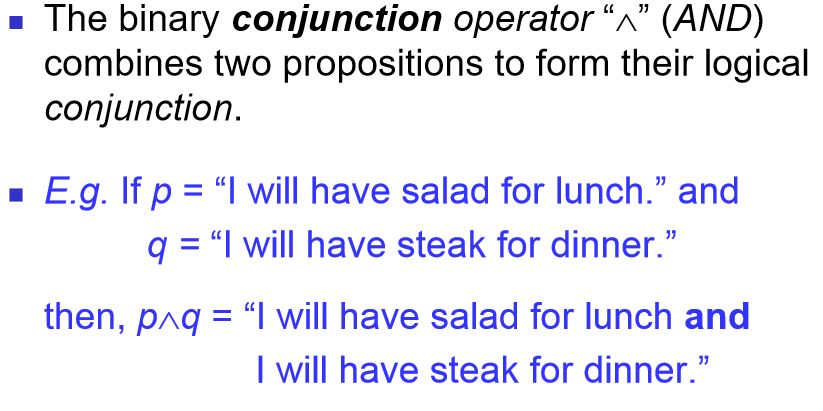 ▪ The binary conjunction operator “∧” (AND)
combines two propositions to form their logical
conjunction.
▪ E.g. If p = “I will have salad for lunch.” and
q = “I will have steak for dinner.”
then, p∧q = “I will have salad for lunch and
I will have steak for dinner.”